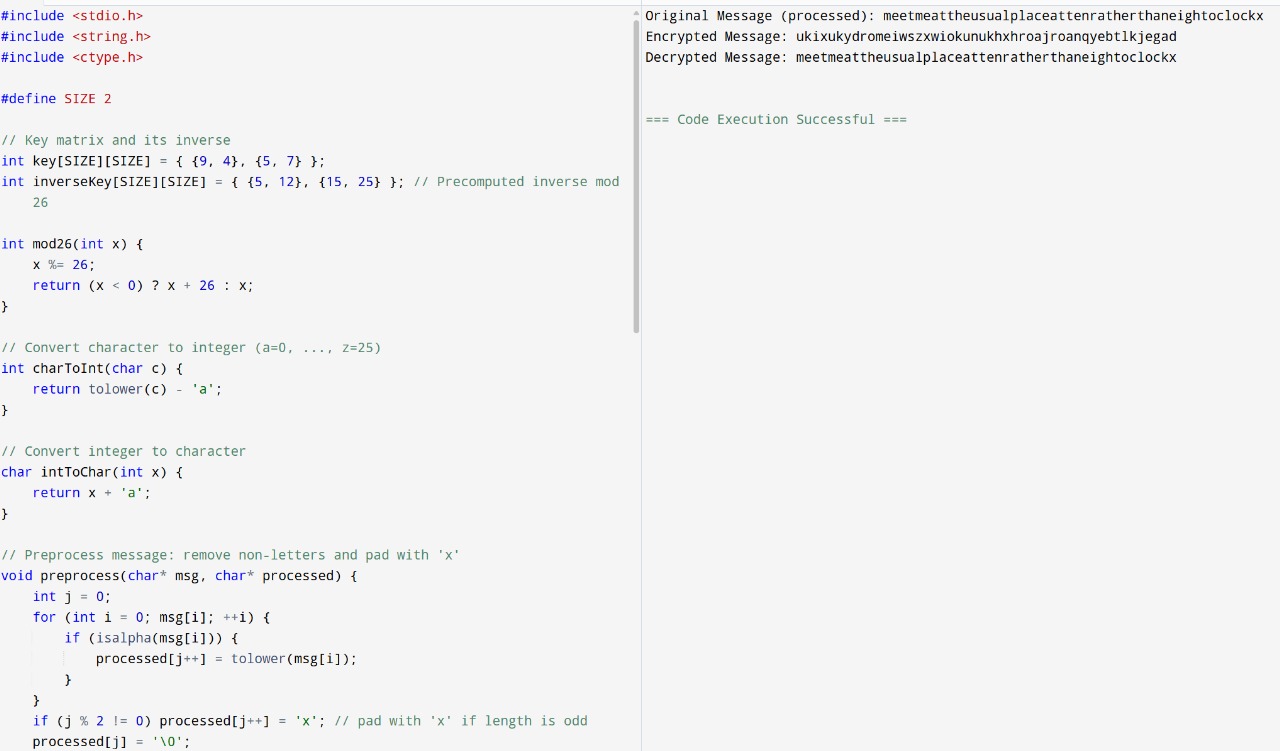 #include <stdio.h>
#include <string.h>
#include <ctype.h>
#define SIZE 2
// Key matrix and its inverse
int key[SIZE][SIZE] = { {9, 4}, {5, 7} };
int inverseKey[SIZE][SIZE] = { {5, 12}, {15, 25} }; // Precomputed inverse mod
26
int mod26(int x) {
x %= 26;
return (x < 0) ? x + 26 : x;
}
// Convert character to integer (a=0, ..., z=25)
int charToInt(char c) {
return tolower(c) - 'a';
}
// Convert integer to character
char intToChar(int x) {
return x + 'a';
}
// Preprocess message: remove non-letters and pad with 'x'
void preprocess(char* msg, char* processed) {
int j = 0;
for (int i = 0; msg[i]; ++i) {
if (isalpha(msg[i])) {
processed[j++] = tolower(msg[i]);
}
}
if (j % 2 != 0) processed[j++] = 'x'; // pad with 'x' if length is odd
processed[j] = '\0';
Original Message (processed): meetmeattheusualplaceattenratherthaneightoclockx
Encrypted Message: ukixukydromeiwszxwiokunukhxhroajroanqyebtlkjegad
Decrypted Message: meetmeattheusualplaceattenratherthaneightoclockx
=== Code Execution Successful ===